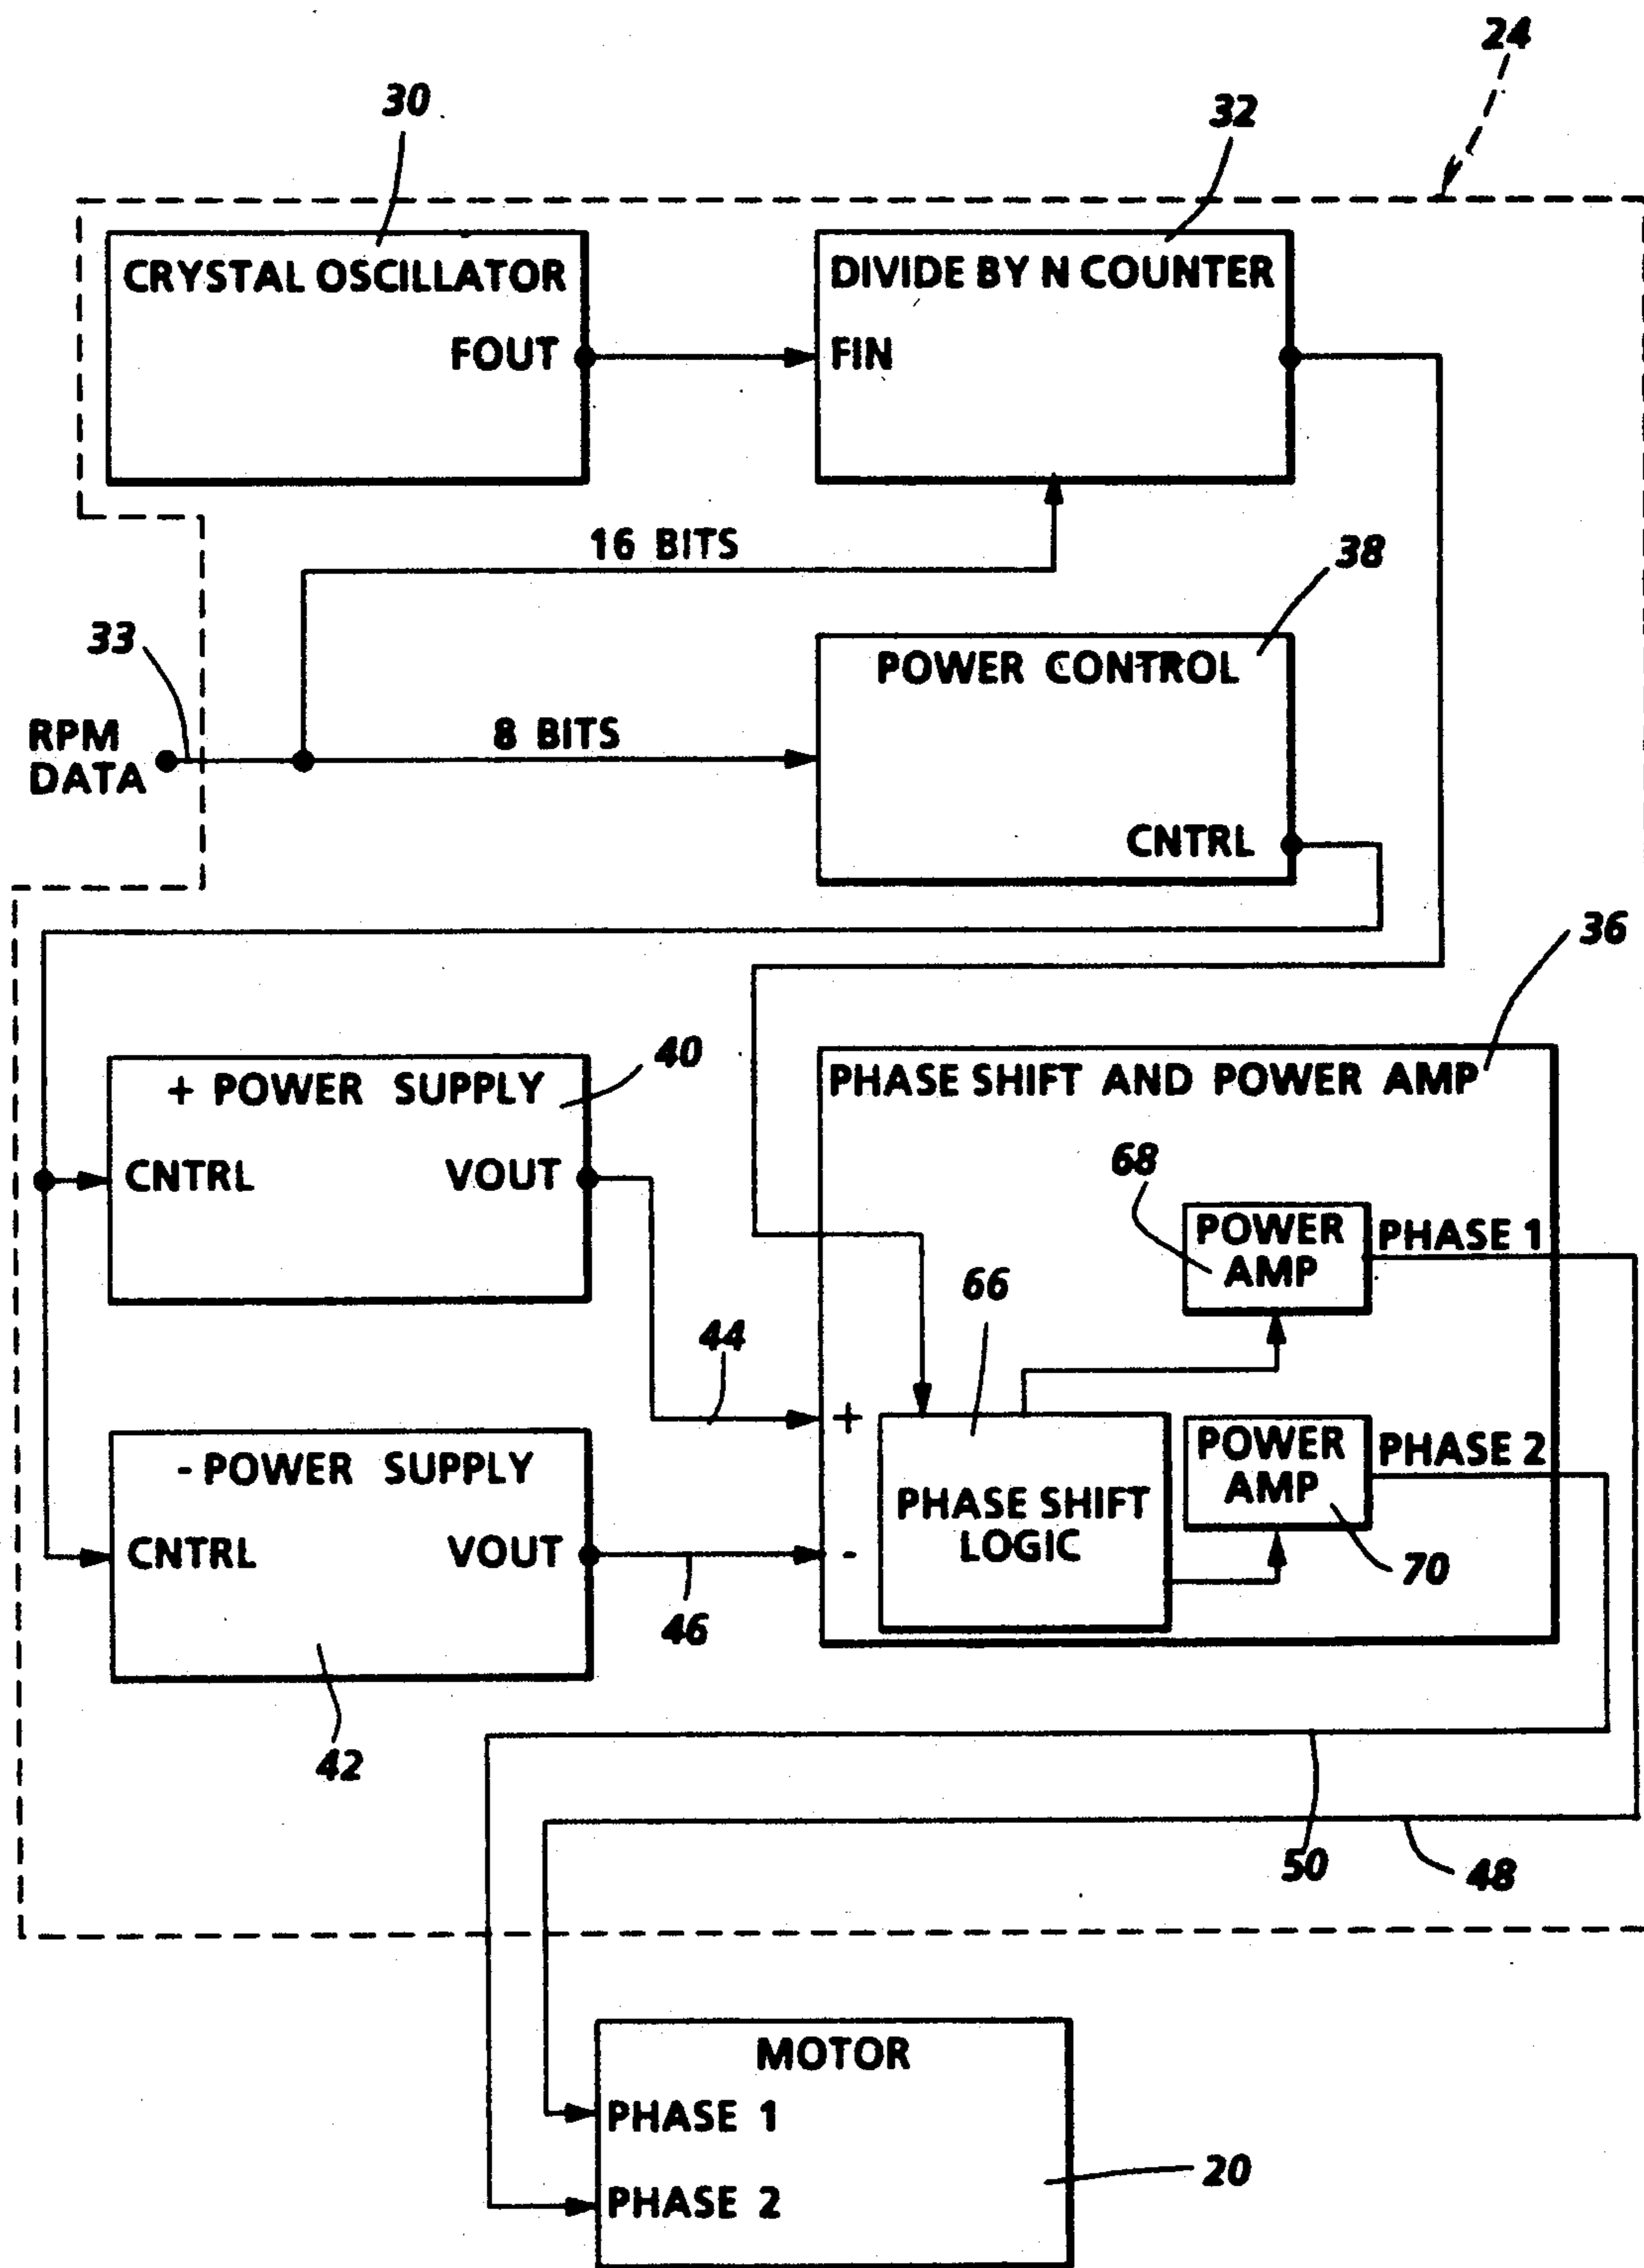 24
30
32
CRYSTAL OSCILLATOR
DIVIDE BY N COUNTER
FOUT
FIN
16 BITS
38
33
POWER CONTROL
RPM
DATA
8 BITS
CNTRL
36
40
+ POWER SUPPLY
PHASE SHIFT AND POWER AMP
68
CNTRL
VOUT
POWER
AMP
PHASE 1
66
44
+
- POWER SUPPLY
POWER
AMP
PHASE 2
PHASE SHIFT
LOGIC
CNTRL
VOUT
-
70
46
42
50
48
MOTOR
PHASE 1
20
PHASE 2